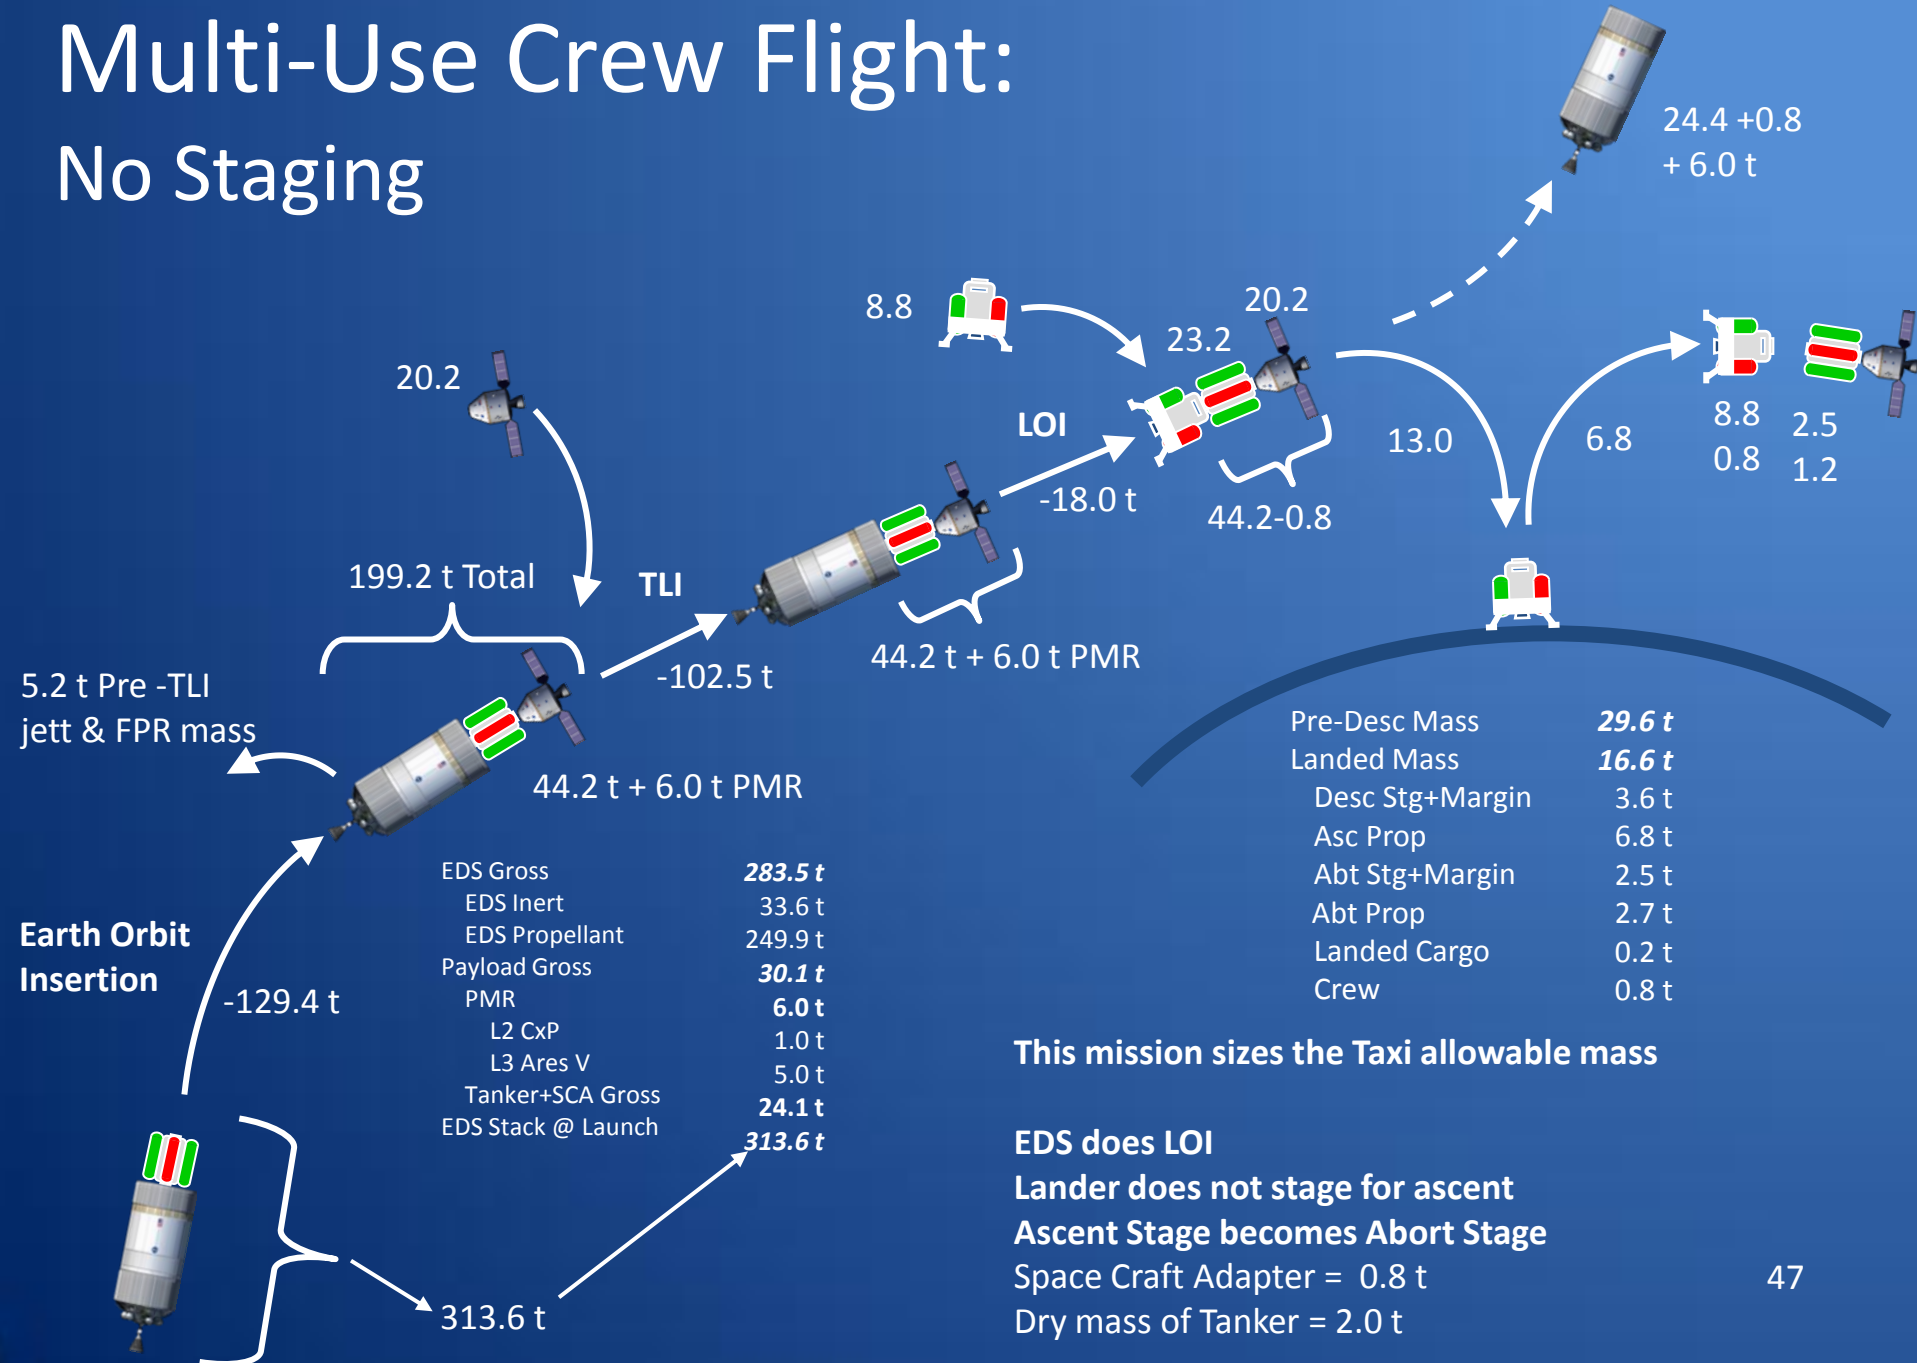 Multi-Use Crew Flight:
No Staging
24.4 +0.8
+ 6.0 t
8.8
20.2
23.2
20.2
LOI
-18.0 t
44.2-0.8
13.0
6.8
8.8
0.8
2.5
1.2
199.2 t Total
TLI
-102.5 t
44.2 t + 6.0 t PMR
5.2 t Pre -TLI
jett & FPR mass
44.2 t + 6.0 t PMR
Earth Orbit
Insertion
-129.4 t
EDS Gross 283.5 t
EDS Inert 33.6 t
EDS Propellant 249.9 t
Payload Gross 30.1 t
PMR 6.0 t
L2 CxP 1.0 t
L3 Ares V 5.0 t
Tanker+SCA Gross 24.1 t
EDS Stack @ Launch 313.6 t
313.6 t
Pre-Desc Mass 29.6 t
Landed Mass 16.6 t
Desc Stg+Margin 3.6 t
Asc Prop 6.8 t
Abt Stg+Margin 2.5 t
Abt Prop 2.7 t
Landed Cargo 0.2 t
Crew 0.8 t
This mission sizes the Taxi allowable mass
EDS does LOI
Lander does not stage for ascent
Ascent Stage becomes Abort Stage
Space Craft Adapter = 0.8 t
Dry mass of Tanker = 2.0 t
47